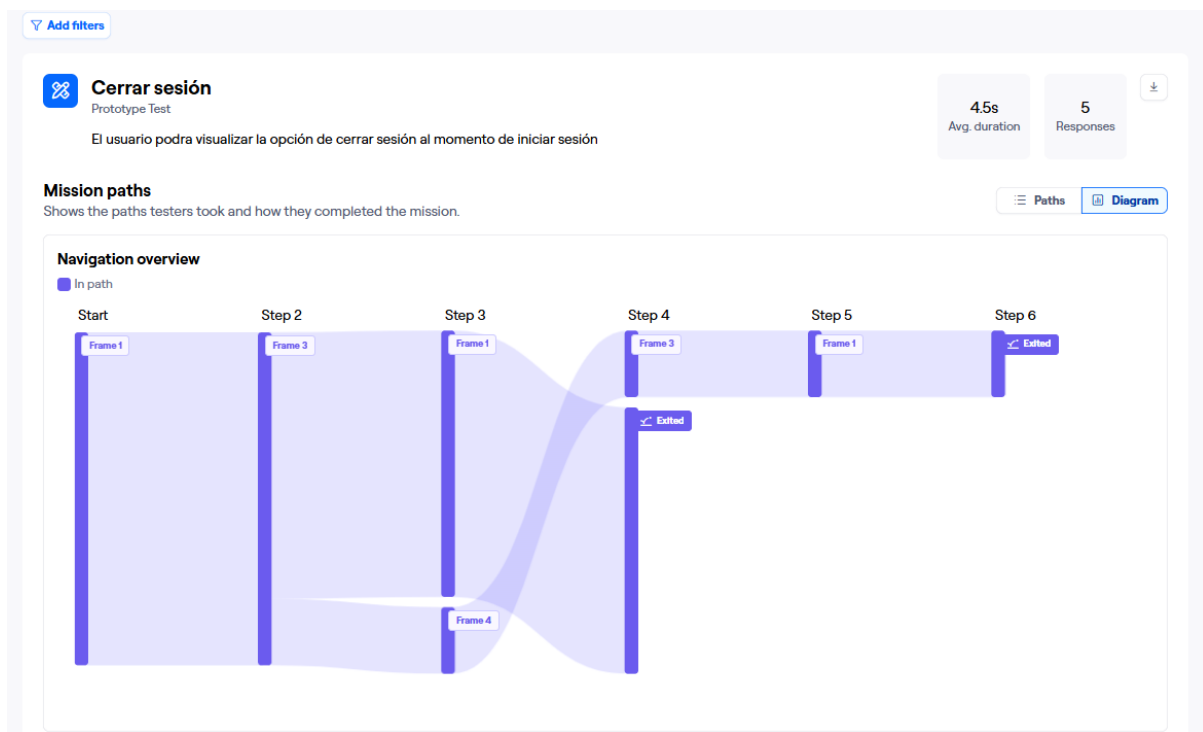 Add filters
Cerrar sesión
Prototype Test
El usuario podra visualizar la opción de cerrar sesión al momento de iniciar sesión
4.5s
Avg. duration
5
Responses
Mission paths
Shows the paths testers took and how they completed the mission.
Paths
Diagram
Navigation overview
In path
Start
Step 2
Step 3
Step 4
Step 5
Step 6
Frame 1
Frame 3
Frame 1
Frame 3
Frame 1
Exited
Exited
Frame 4